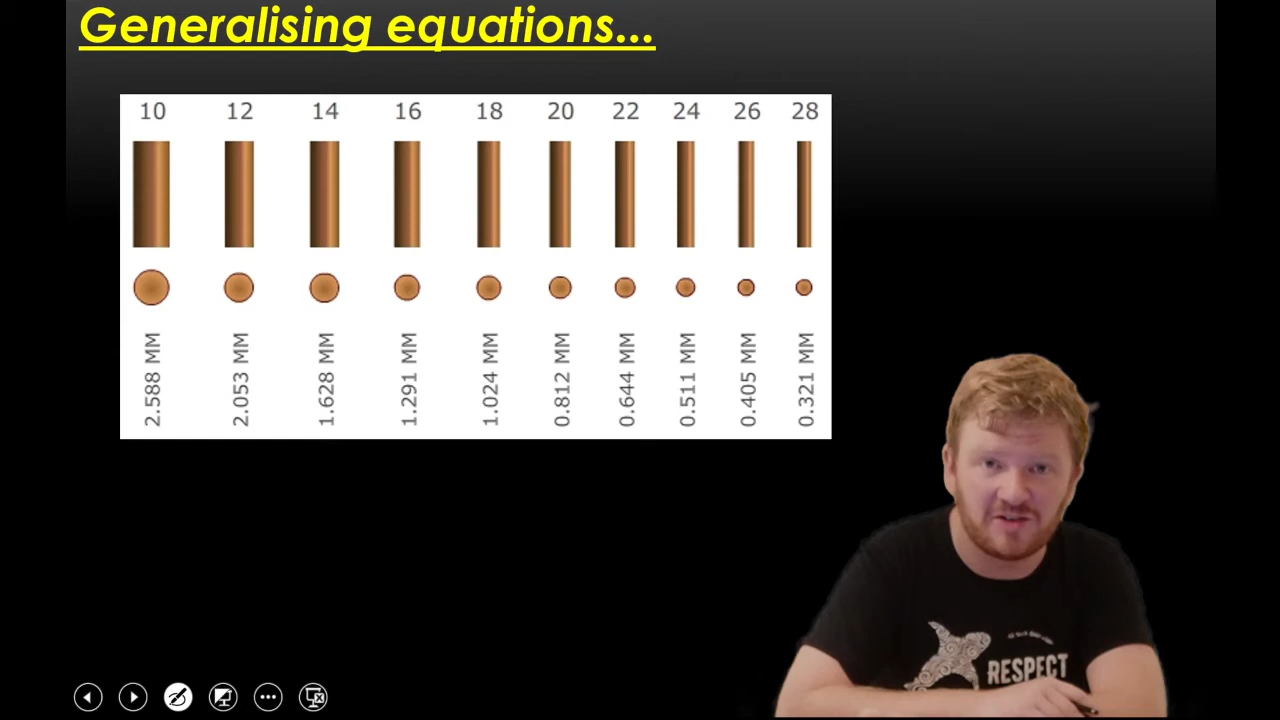 Generalising equations...
10 12 14 16 18 20 22 24 26 28
2.588 MM 2.053 MM 1.628 MM 1.291 MM 1.024 MM 0.812 MM 0.644 MM 0.511 MM 0.405 MM 0.321 MM
RESPECT